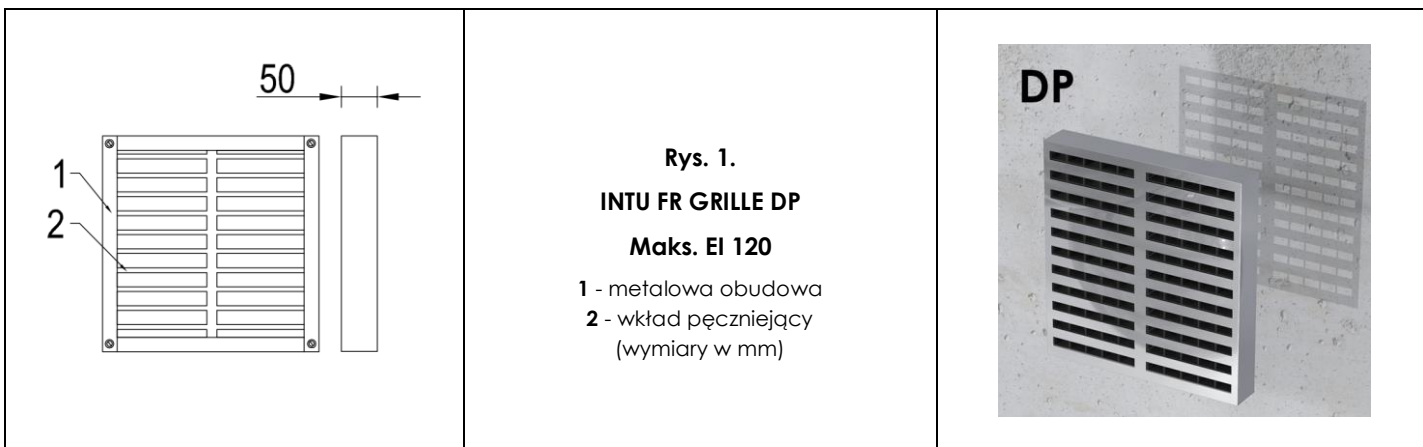 50
1
2
Rys. 1.
INTU FR GRILLE DP
Maks. EI 120
1 - metalowa obudowa
2 - wkład pęczniejący
(wymiary w mm)
DP